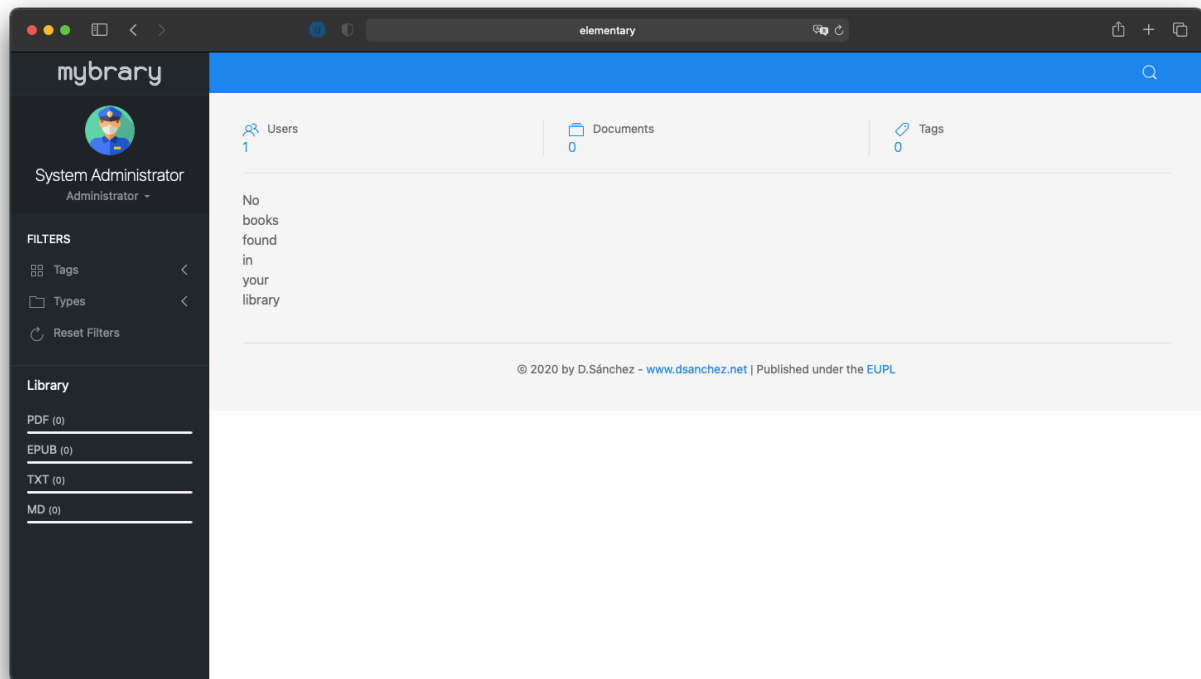 elementary
mybrary
System Administrator
Administrator
FILTERS
Tags
Types
Reset Filters
Library
PDF (0)
EPUB (0)
TXT (0)
MD (0)
Users
1
Documents
0
Tags
0
No
books
found
in
your
library
© 2020 by D.Sánchez - www.dsanchez.net | Published under the EUPL